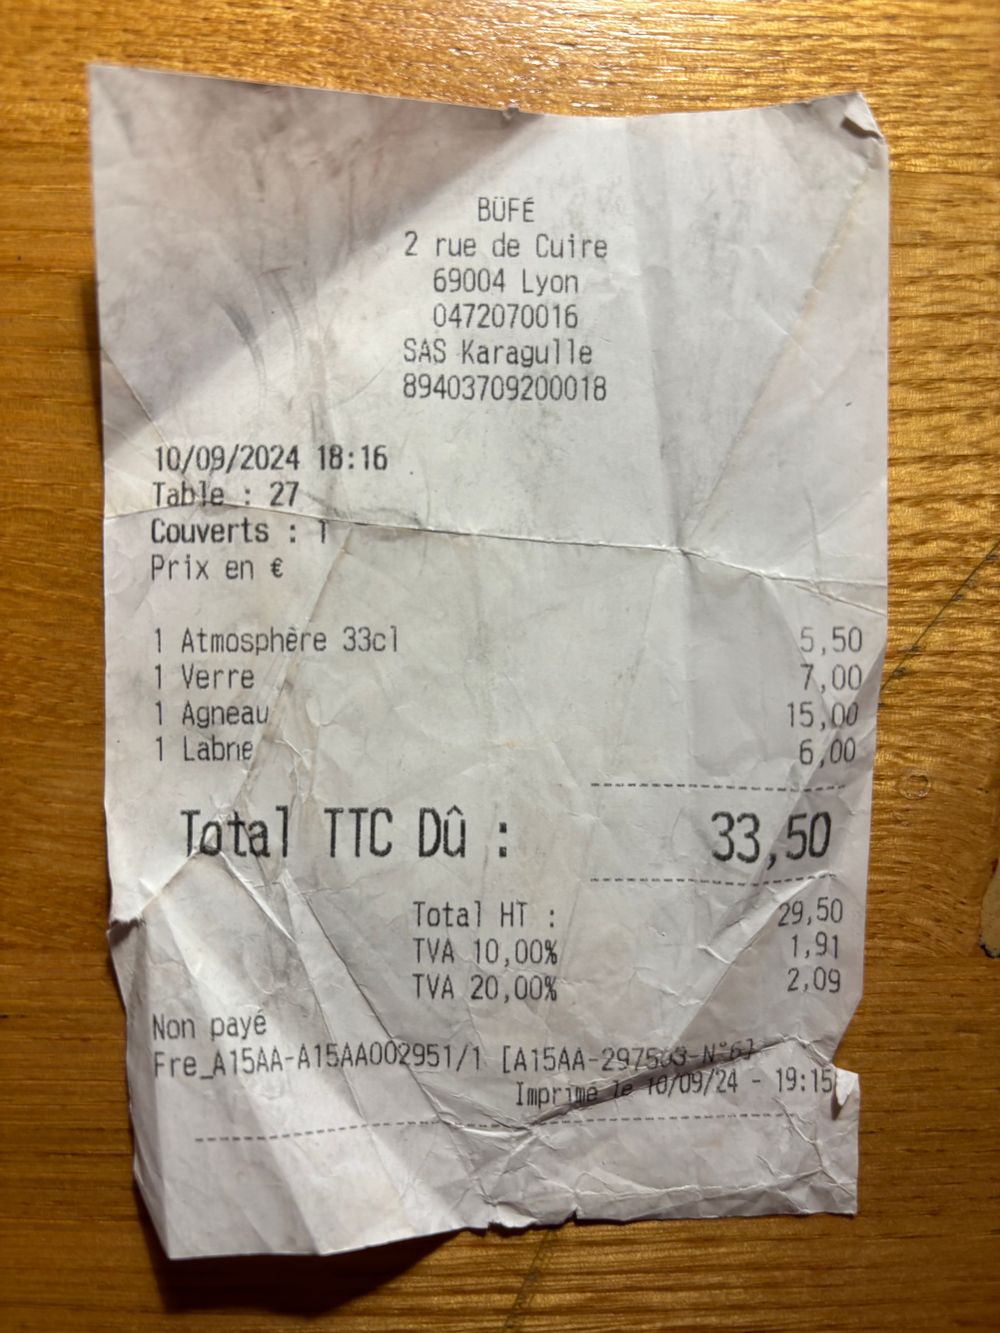 BÜFÉ
2 rue de Cuire
69004 Lyon
0472070016
SAS Karagulle
89403709200018
10/09/2024 18:16
Table : 27
Couverts : 1
Prix en €
1 Atmosphère 33cl 5,50
1 Verre 7,00
1 Agneau 15,00
1 Labne 6,00
Total TTC Dû : 33,50
Total HT : 29,50
TVA 10,00% 1,91
TVA 20,00% 2,09
Non payé
Fre_A15AA-A15AA002951/1
Imprimé le 10/09/24 - 19:15